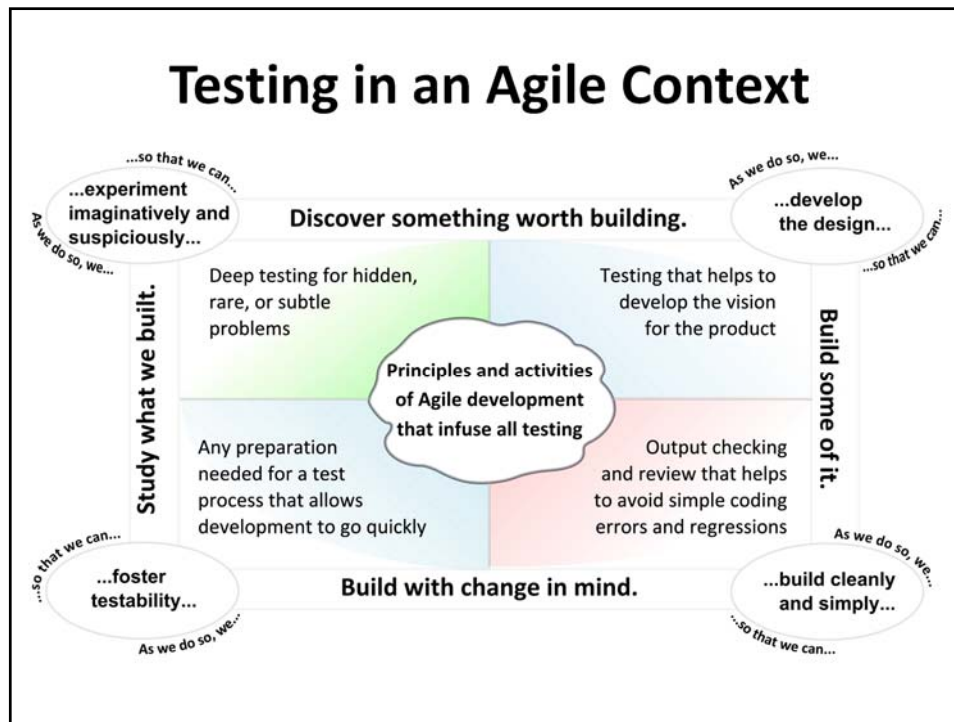 Testing in an Agile Context
...so that we can...
...experiment
imaginatively and
suspiciously...
As we do so, we...
Discover something worth building.
As we do so, we...
...develop
the design...
...so that we can...
Study what we built.
Deep testing for hidden,
rare, or subtle
problems
Testing that helps to
develop the vision
for the product
Build some of it.
Principles and activities
of Agile development
that infuse all testing
Any preparation
needed for a test
process that allows
development to go quickly
Output checking
and review that helps
to avoid simple coding
errors and regressions
...so that we can...
...foster
testability...
As we do so, we...
Build with change in mind.
As we do so, we...
...build cleanly
and simply...
...so that we can...